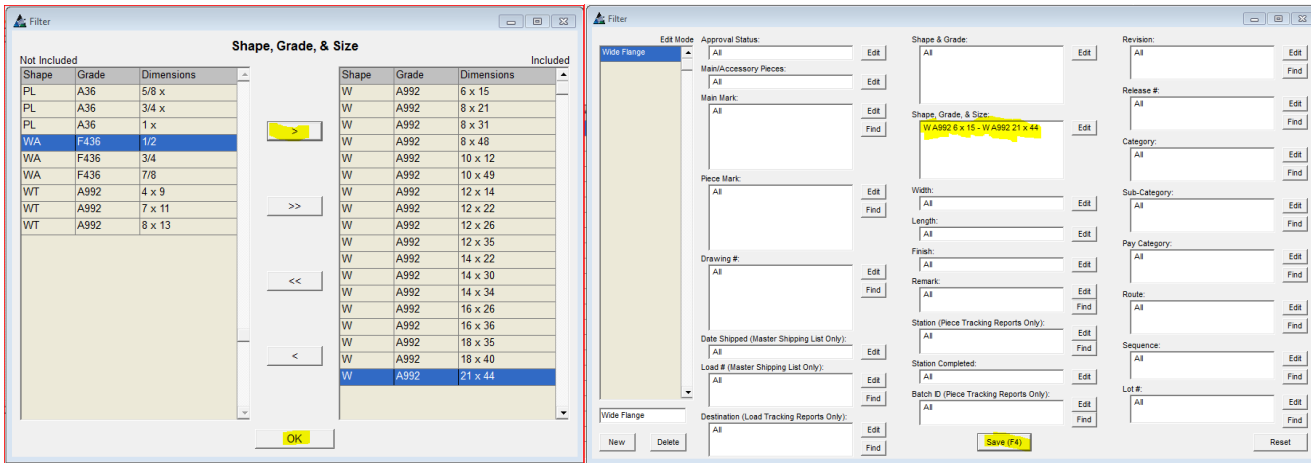 Filter
Shape, Grade, & Size
Not Included
Included
Shape Grade Dimensions
PL A36 5/8 x
PL A36 3/4 x
PL A36 1 x
WA F436 1/2
WA F436 3/4
WA F436 7/8
WT A992 4 x 9
WT A992 7 x 11
WT A992 8 x 13
>
>>
<<
<
Shape Grade Dimensions
W A992 6 x 15
W A992 8 x 21
W A992 8 x 31
W A992 8 x 48
W A992 10 x 12
W A992 10 x 49
W A992 12 x 14
W A992 12 x 22
W A992 12 x 26
W A992 12 x 35
W A992 14 x 22
W A992 14 x 30
W A992 14 x 34
W A992 16 x 26
W A992 16 x 36
W A992 18 x 35
W A992 18 x 40
W A992 21 x 44
OK
Filter
Edit Mode
Wide Flange
Wide Flange
New Delete
Approval Status:
All Edit
Main/Accessory Pieces:
All Edit
Main Mark:
All Edit
Find
Piece Mark:
All Edit
Find
Drawing #:
All Edit
Find
Date Shipped (Master Shipping List Only):
All Edit
Load # (Master Shipping List Only):
All Edit
Find
Destination (Load Tracking Reports Only):
All Edit
Find
Shape & Grade:
All Edit
Shape, Grade, & Size:
W A992 6 x 15 - W A992 21 x 44 Edit
Width:
All Edit
Length:
All Edit
Finish:
All Edit
Remark:
All Edit
Find
Station (Piece Tracking Reports Only):
All Edit
Find
Station Completed:
All Edit
Batch ID (Piece Tracking Reports Only):
All Edit
Find
Save (F4)
Revision:
All Edit
Find
Release #:
All Edit
Find
Category:
All Edit
Find
Sub-Category:
All Edit
Find
Pay Category:
All Edit
Find
Route:
All Edit
Find
Sequence:
All Edit
Find
Lot #:
All Edit
Find
Reset